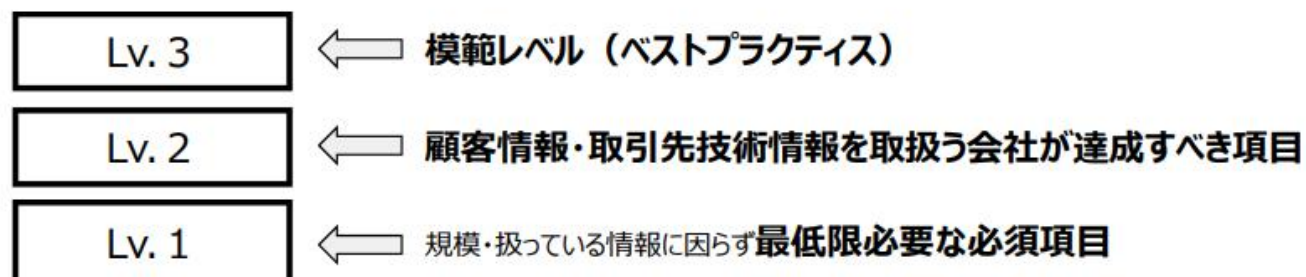 Lv. 3 模範レベル（ベストプラクティス）
Lv. 2 顧客情報・取引先技術情報を取扱う会社が達成すべき項目
Lv. 1 規模・扱っている情報に因らず最低限必要な必須項目